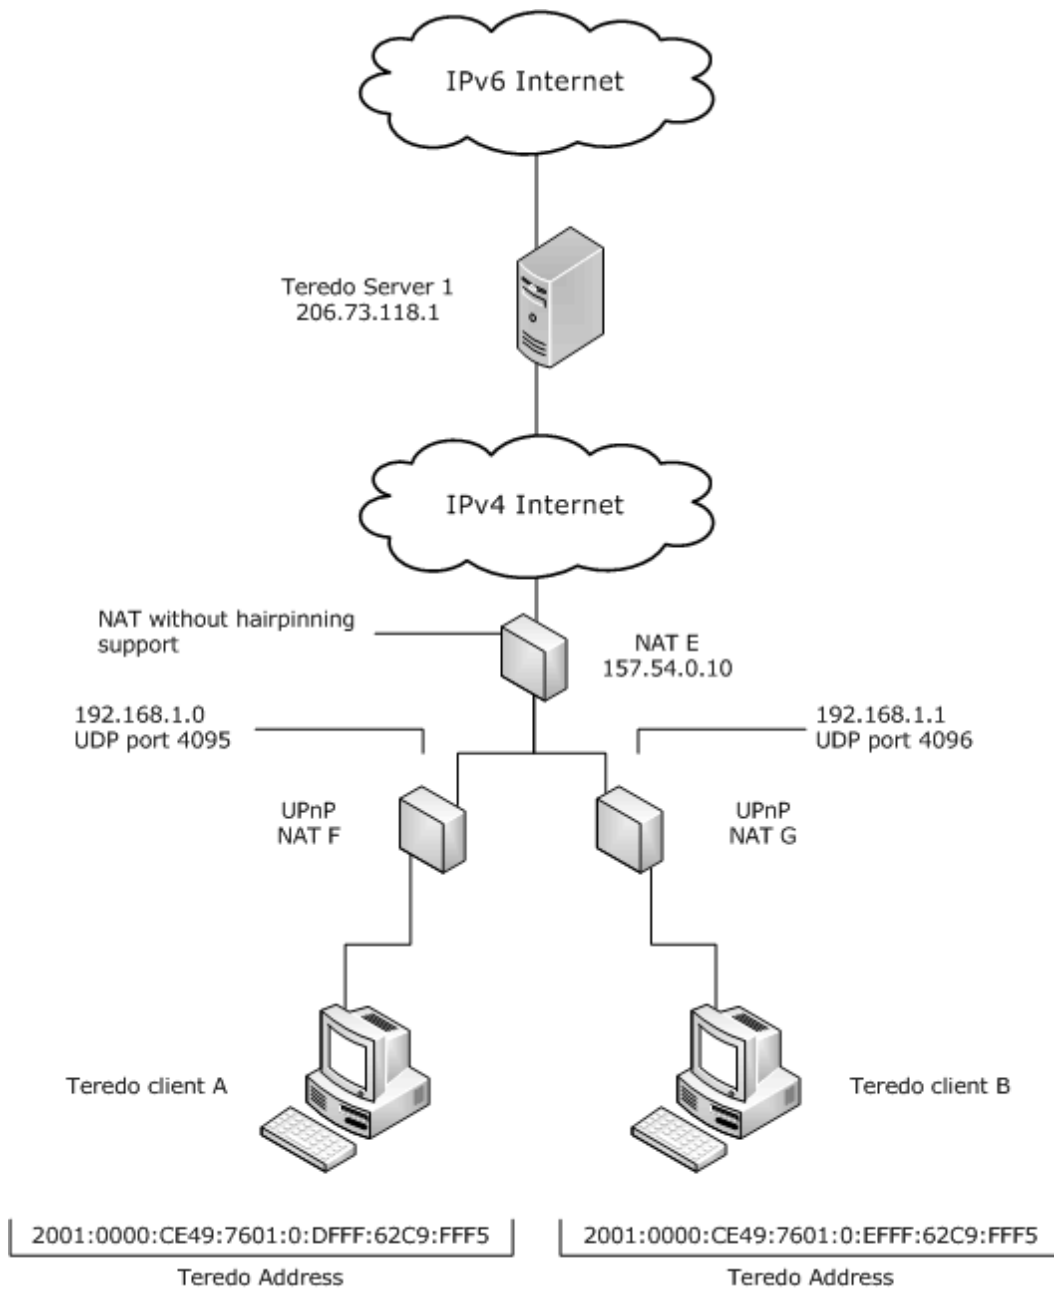 IPv6 Internet
Teredo Server 1
206.73.118.1
IPv4 Internet
NAT without hairpinning
support
NAT E
157.54.0.10
192.168.1.0
UDP port 4095
192.168.1.1
UDP port 4096
UPnP
NAT F
UPnP
NAT G
Teredo client A
Teredo client B
2001:0000:CE49:7601:0:DFFF:62C9:FFF5
Teredo Address
2001:0000:CE49:7601:0:EFFF:62C9:FFF5
Teredo Address